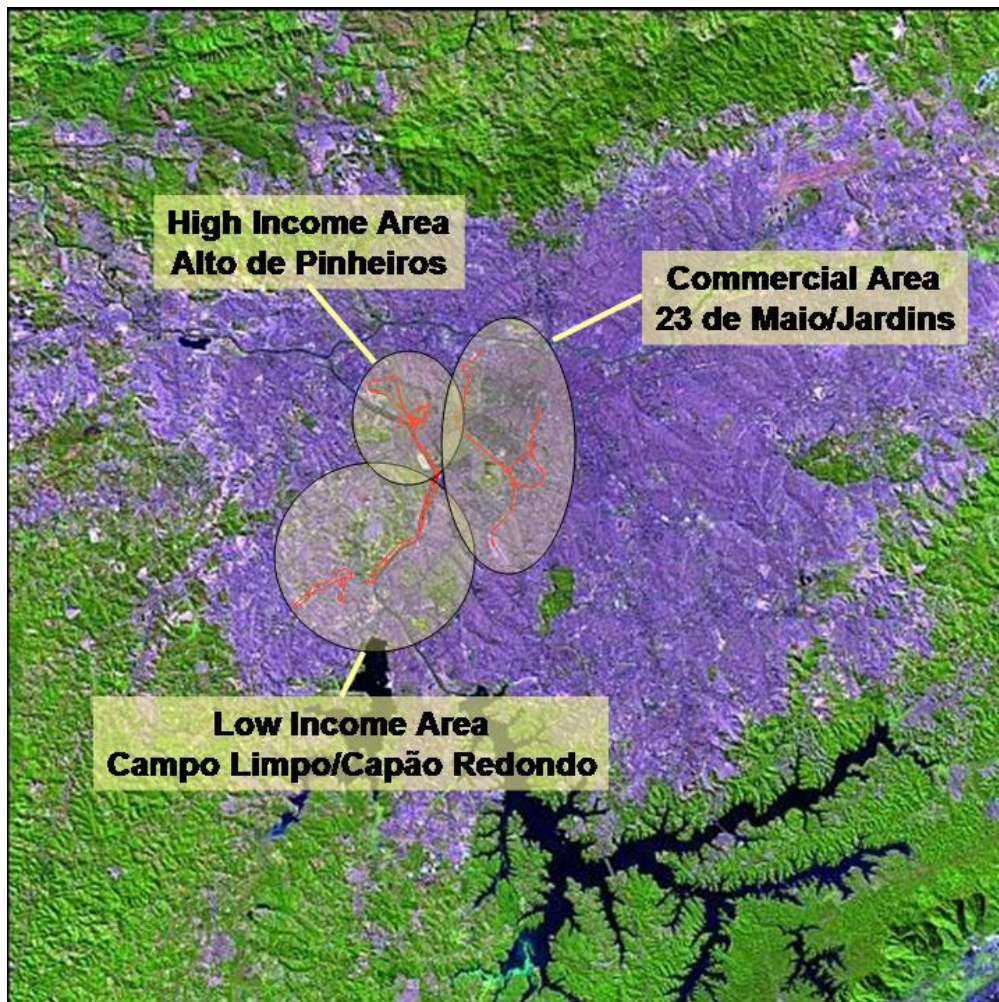 High Income Area
Alto de Pinheiros
Commercial Area
23 de Maio/Jardins
Low Income Area
Campo Limpo/Capão Redondo